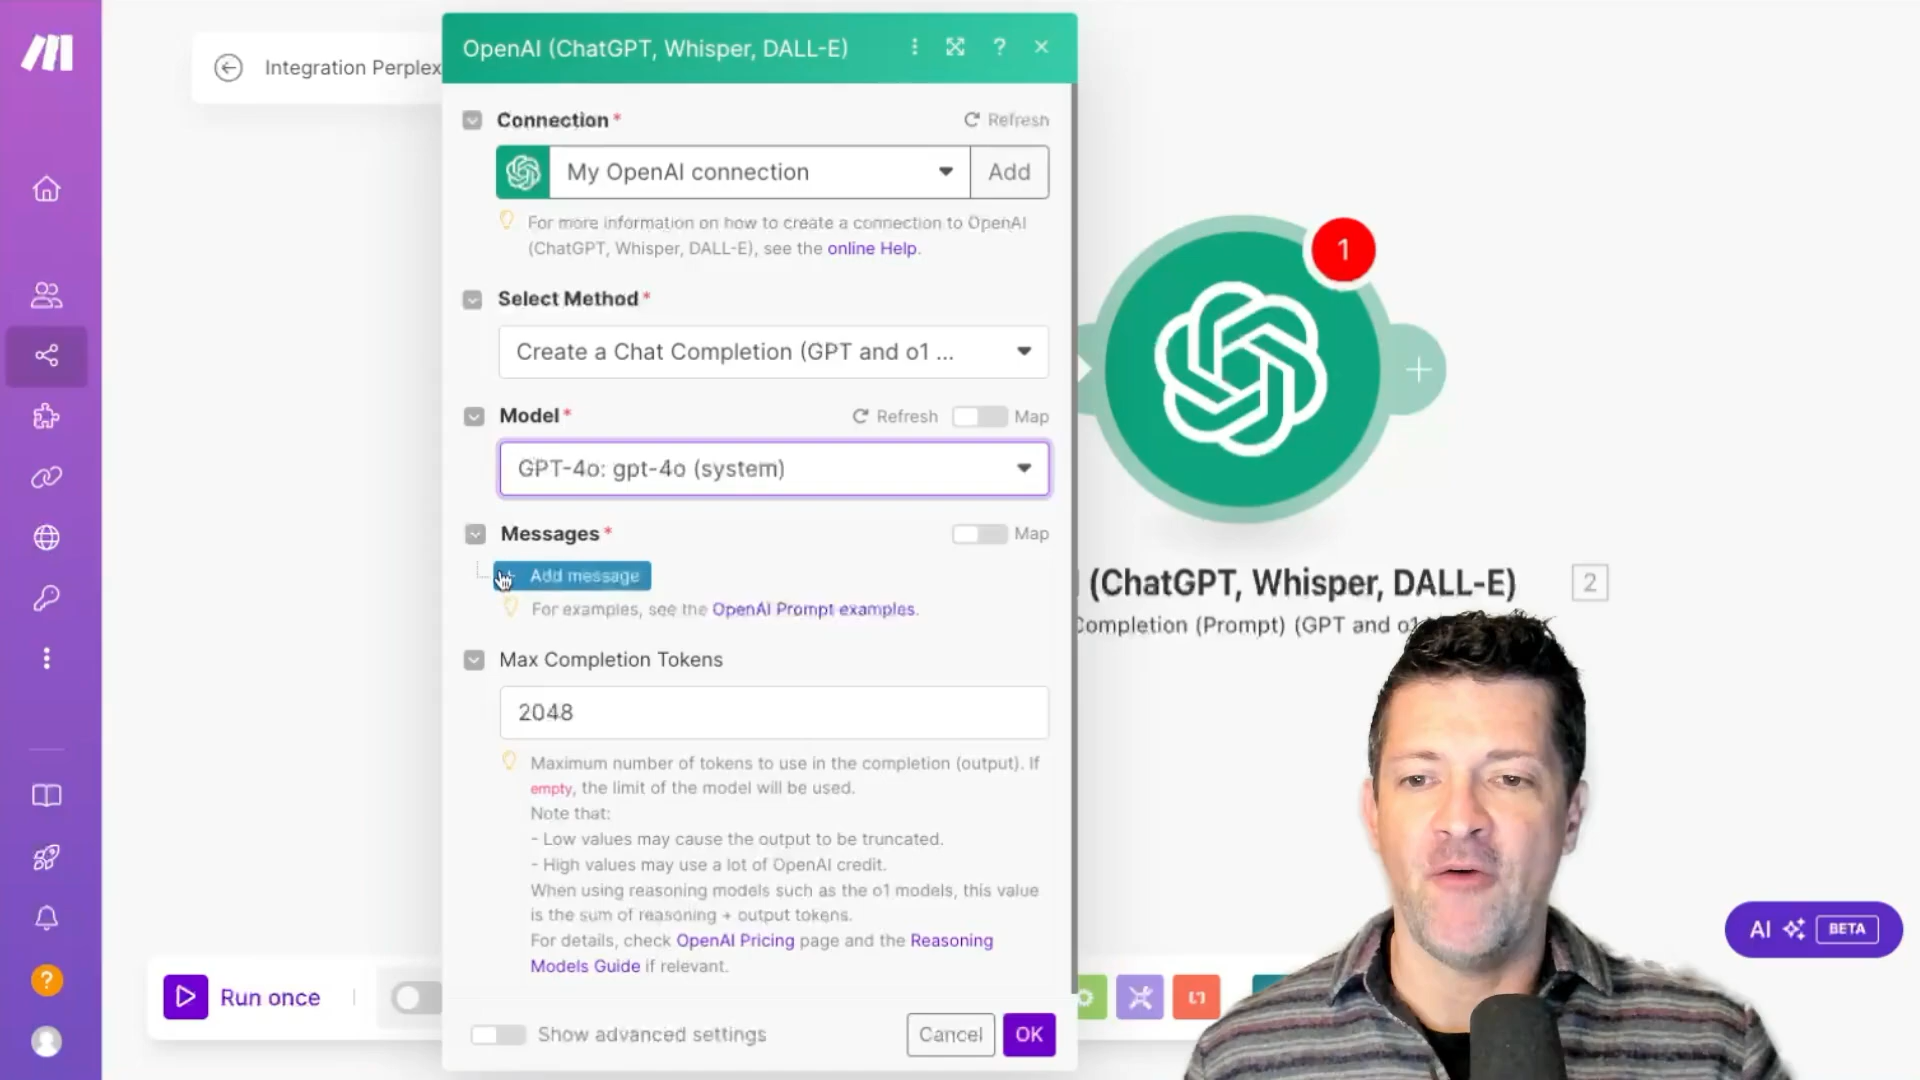 Integration Perplex
OpenAI (ChatGPT, Whisper, DALL-E)
?
Connection *
Refresh
My OpenAI connection
Add
For more information on how to create a connection to OpenAI
(ChatGPT, Whisper, DALL-E), see the online Help.
Select Method *
Create a Chat Completion (GPT and o1 ...
Model *
Refresh
Map
GPT-4o: gpt-4o (system)
Messages *
Map
Add message
For examples, see the OpenAI Prompt examples.
Max Completion Tokens
2048
Maximum number of tokens to use in the completion (output). If
empty, the limit of the model will be used.
Note that:
- Low values may cause the output to be truncated.
- High values may use a lot of OpenAI credit.
When using reasoning models such as the o1 models, this value
is the sum of reasoning + output tokens.
For details, check OpenAI Pricing page and the Reasoning
Models Guide if relevant.
Show advanced settings
Cancel
OK
1
(ChatGPT, Whisper, DALL-E)
2
Completion (Prompt) (GPT and o1
Run once
?
AI
BETA